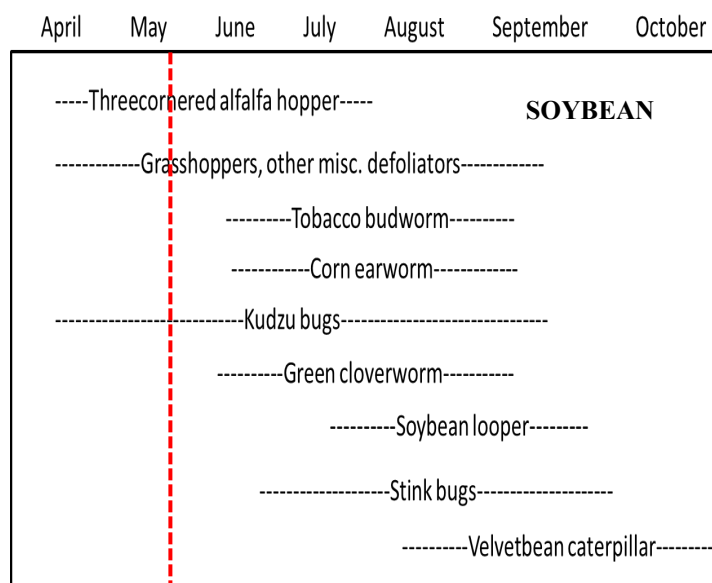 April May June July August September October
-----Threecornered alfalfa hopper-----
SOYBEAN
------------Grasshoppers, other misc. defoliators------------
----------Tobacco budworm----------
------------Corn earworm-------------
----------------------------Kudzu bugs-------------------------------
----------Green cloverworm-----------
----------Soybean looper---------
-------------------Stink bugs--------------------
----------Velvetbean caterpillar---------